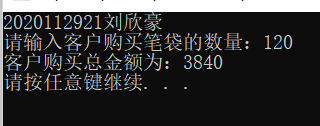 2020112921刘欣豪
请输入客户购买笔袋的数量：120
客户购买总金额为：3840
请按任意键继续. . .